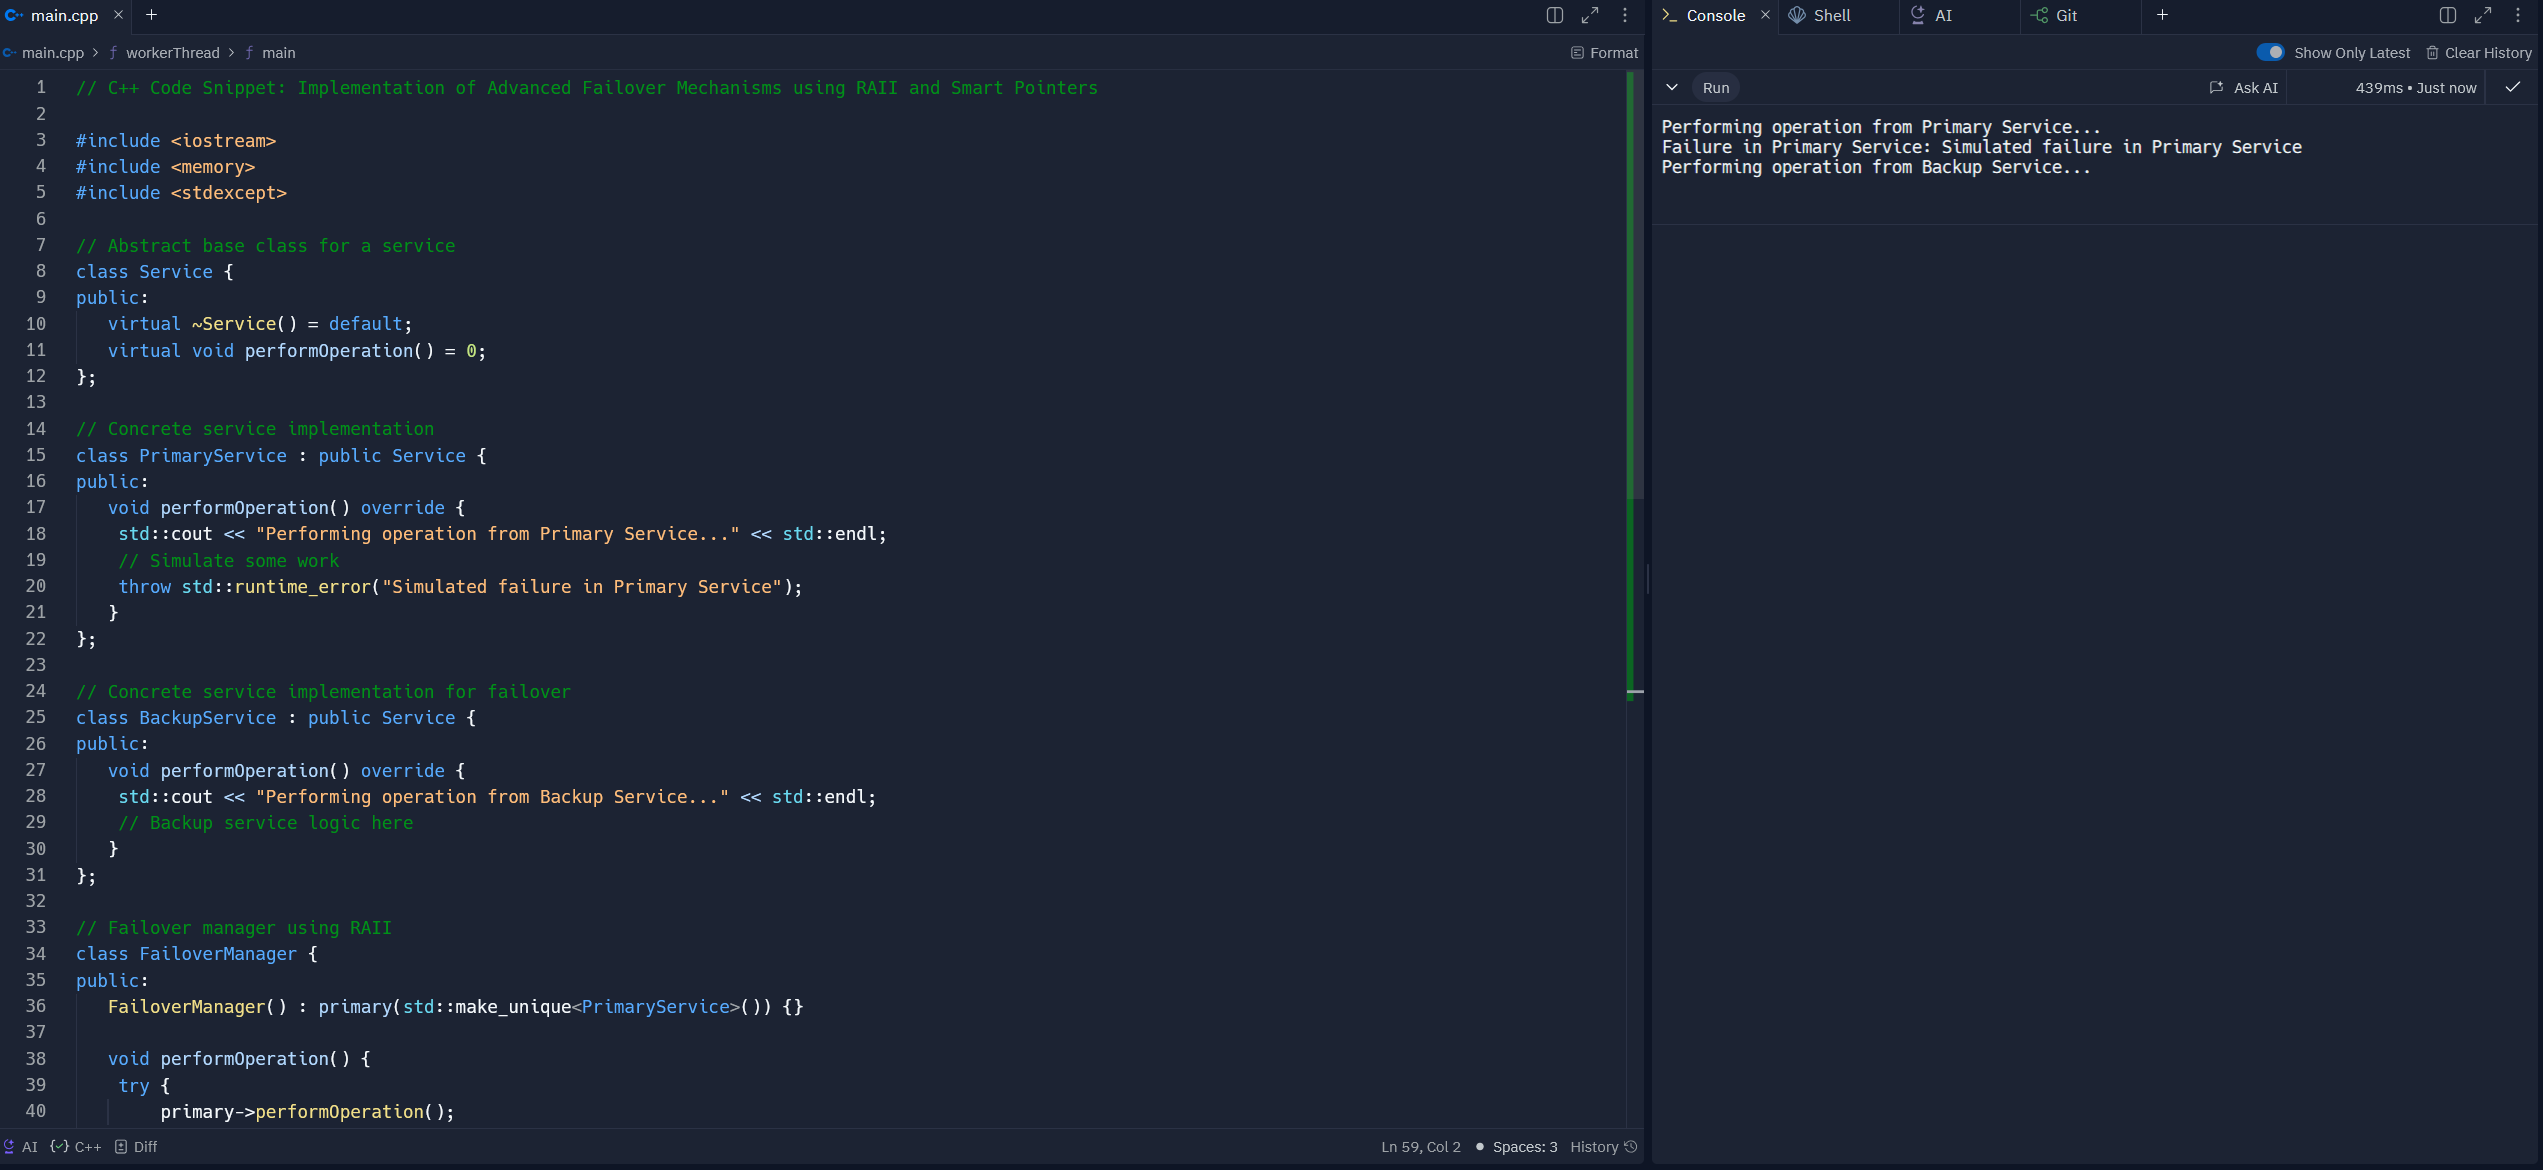 main.cpp
main.cpp > workerThread > main
Format
1 // C++ Code Snippet: Implementation of Advanced Failover Mechanisms using RAII and Smart Pointers
2
3 #include <iostream>
4 #include <memory>
5 #include <stdexcept>
6
7 // Abstract base class for a service
8 class Service {
9 public:
10 virtual ~Service() = default;
11 virtual void performOperation() = 0;
12 };
13
14 // Concrete service implementation
15 class PrimaryService : public Service {
16 public:
17 void performOperation() override {
18 std::cout << "Performing operation from Primary Service..." << std::endl;
19 // Simulate some work
20 throw std::runtime_error("Simulated failure in Primary Service");
21 }
22 };
23
24 // Concrete service implementation for failover
25 class BackupService : public Service {
26 public:
27 void performOperation() override {
28 std::cout << "Performing operation from Backup Service..." << std::endl;
29 // Backup service logic here
30 }
31 };
32
33 // Failover manager using RAII
34 class FailoverManager {
35 public:
36 FailoverManager() : primary(std::make_unique<PrimaryService>()) {}
37
38 void performOperation() {
39 try {
40 primary->performOperation();
AI {✓} C++ Diff
Ln 59, Col 2 • Spaces: 3 History
Console Shell AI Git
Show Only Latest Clear History
Run Ask AI 439ms • Just now
Performing operation from Primary Service...
Failure in Primary Service: Simulated failure in Primary Service
Performing operation from Backup Service...